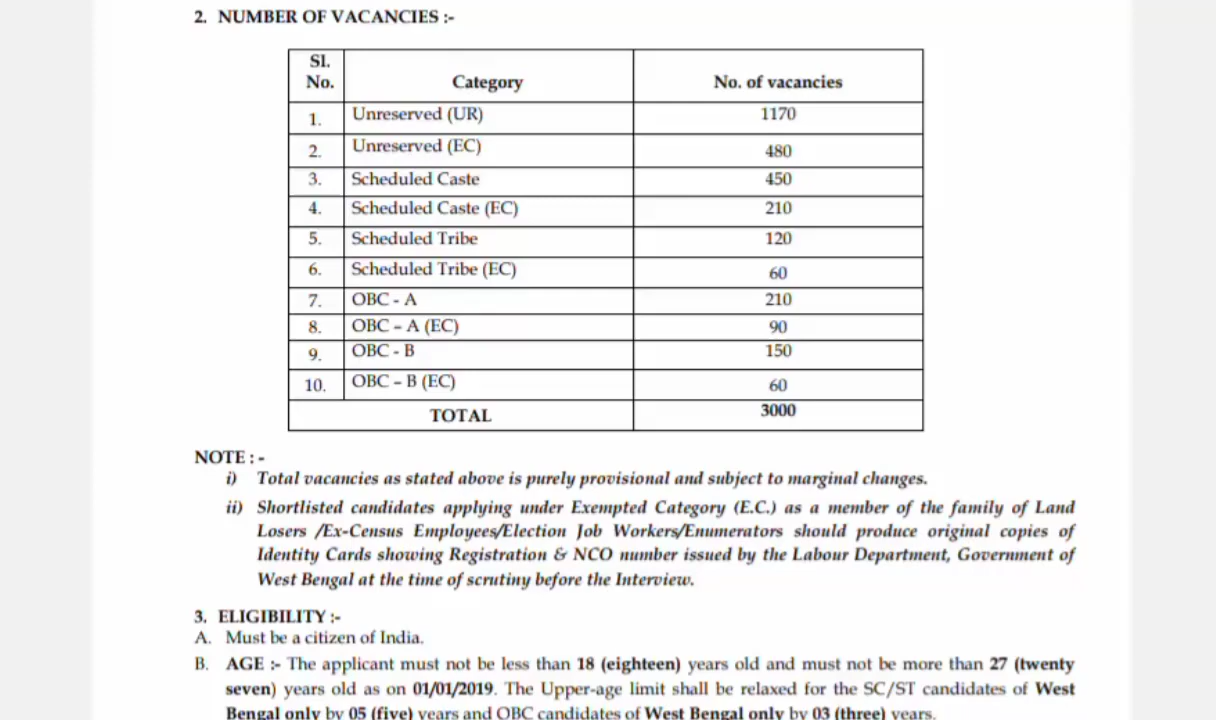 2. NUMBER OF VACANCIES :-
Sl. No. Category No. of vacancies
1. Unreserved (UR) 1170
2. Unreserved (EC) 480
3. Scheduled Caste 450
4. Scheduled Caste (EC) 210
5. Scheduled Tribe 120
6. Scheduled Tribe (EC) 60
7. OBC - A 210
8. OBC – A (EC) 90
9. OBC - B 150
10. OBC – B (EC) 60
TOTAL 3000
NOTE : -
i) Total vacancies as stated above is purely provisional and subject to marginal changes.
ii) Shortlisted candidates applying under Exempted Category (E.C.) as a member of the family of Land
Losers /Ex-Census Employees/Election Job Workers/Enumerators should produce original copies of
Identity Cards showing Registration & NCO number issued by the Labour Department, Government of
West Bengal at the time of scrutiny before the Interview.
3. ELIGIBILITY :-
A. Must be a citizen of India.
B. AGE :- The applicant must not be less than 18 (eighteen) years old and must not be more than 27 (twenty
seven) years old as on 01/01/2019. The Upper-age limit shall be relaxed for the SC/ST candidates of West
Bengal only by 05 (five) years and OBC candidates of West Bengal only by 03 (three) years.